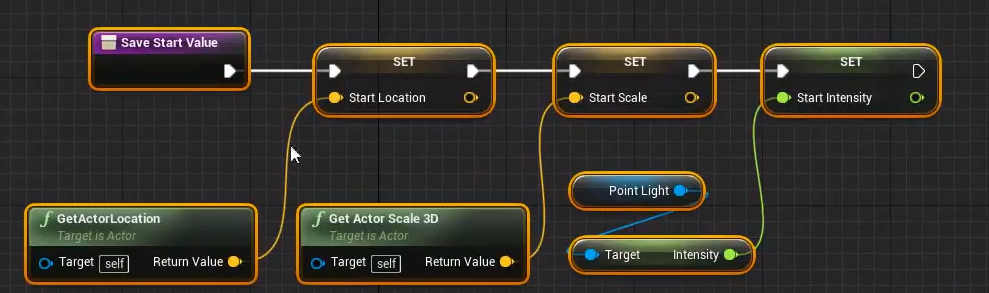 Save Start Value
SET
Start Location
SET
Start Scale
SET
Start Intensity
Point Light
GetActorLocation
Target is Actor
Target self Return Value
Get Actor Scale 3D
Target is Actor
Target self Return Value
Target Intensity